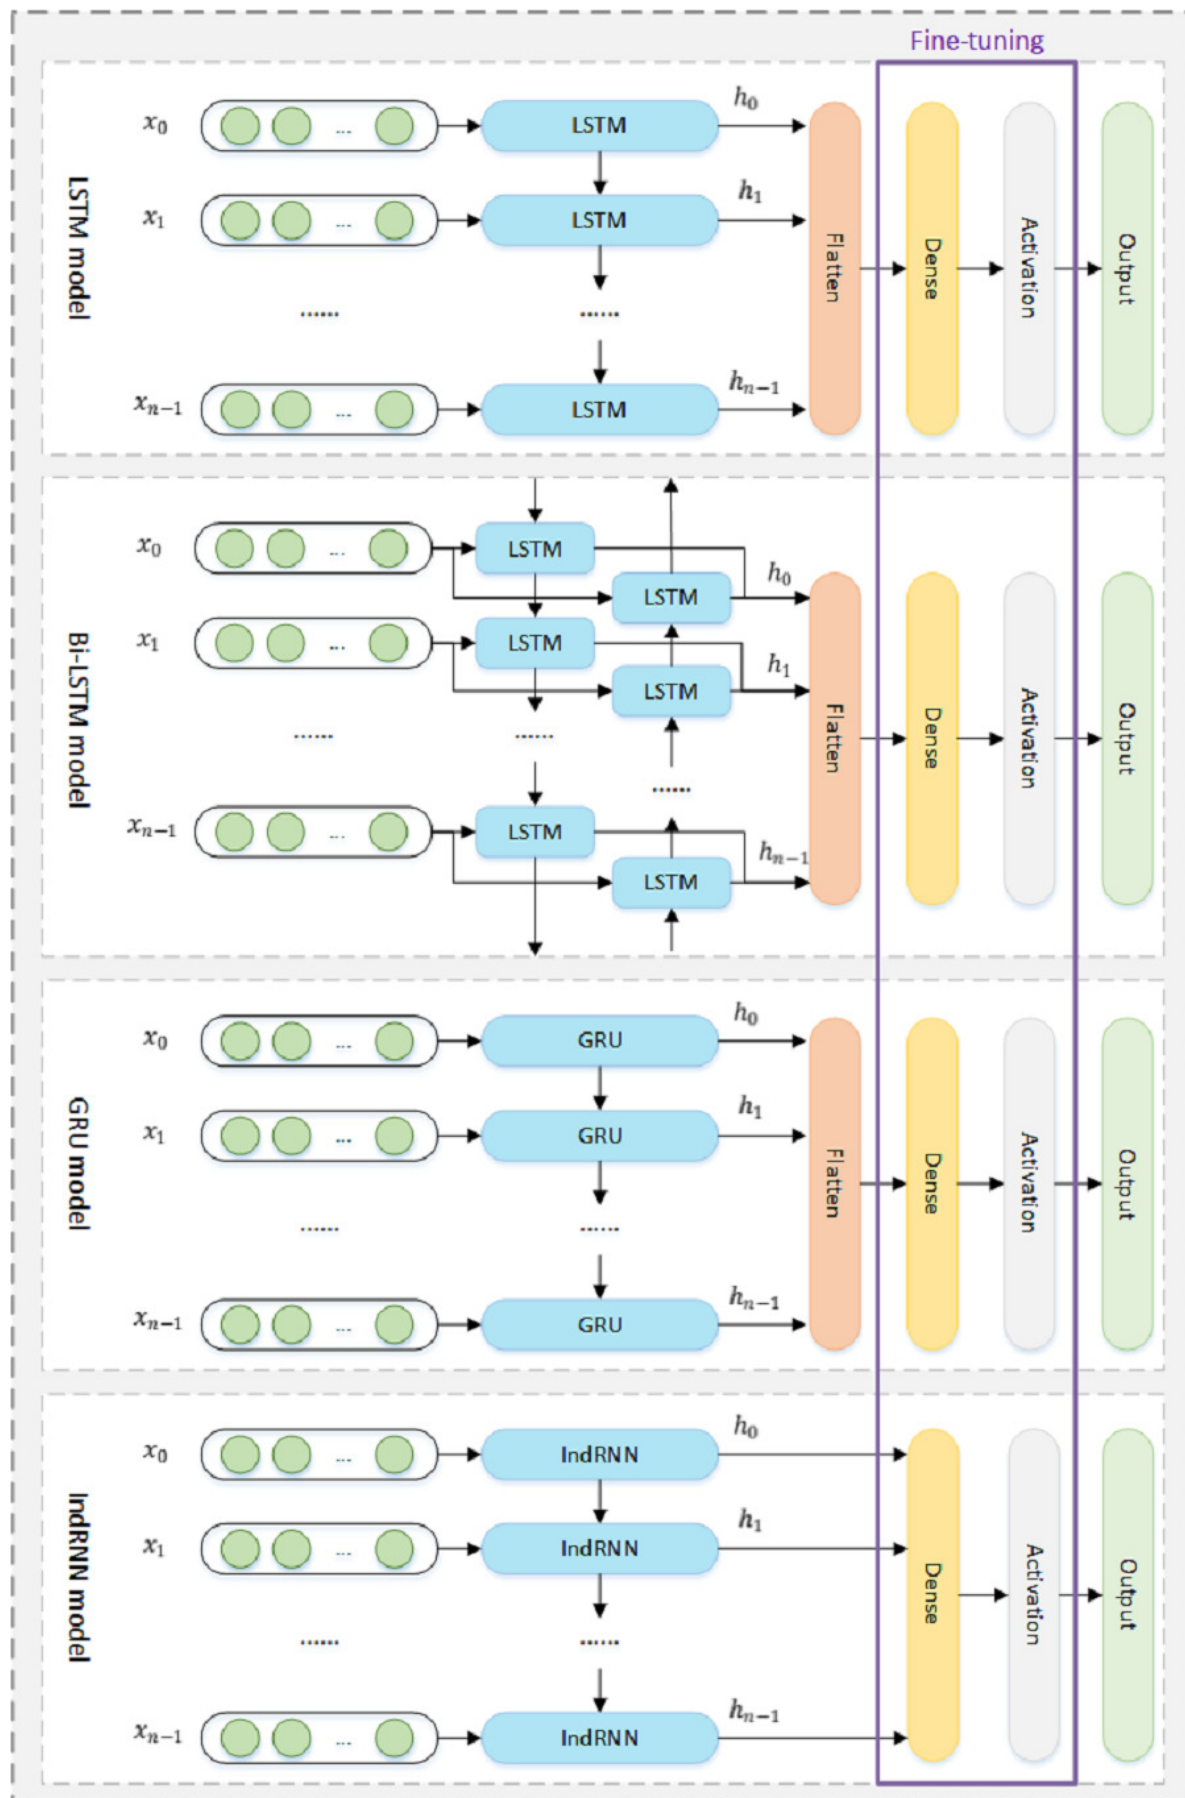 Fine-tuning
LSTM model
x₀
...
LSTM
h₀
x₁
...
LSTM
h₁
......
......
xₙ₋₁
...
LSTM
hₙ₋₁
Flatten
Dense
Activation
Output
Bi-LSTM model
x₀
...
LSTM
LSTM
h₀
x₁
...
LSTM
LSTM
h₁
......
......
......
xₙ₋₁
...
LSTM
LSTM
hₙ₋₁
Flatten
Dense
Activation
Output
GRU model
x₀
...
GRU
h₀
x₁
...
GRU
h₁
......
......
xₙ₋₁
...
GRU
hₙ₋₁
Flatten
Dense
Activation
Output
IndRNN model
x₀
...
IndRNN
h₀
x₁
...
IndRNN
h₁
......
......
xₙ₋₁
...
IndRNN
hₙ₋₁
Dense
Activation
Output